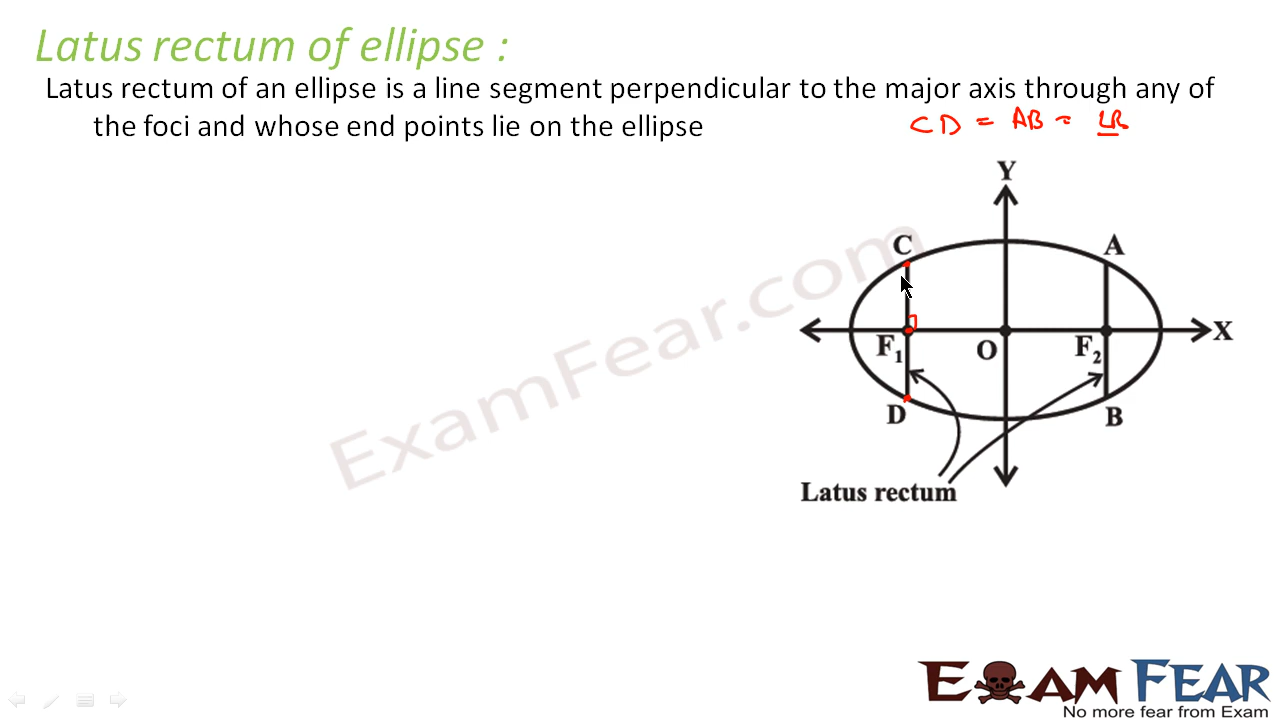 Latus rectum of ellipse :
Latus rectum of an ellipse is a line segment perpendicular to the major axis through any of
the foci and whose end points lie on the ellipse
CD = AB = LR
Y
C
A
X
F₁
O
F₂
D
B
Latus rectum
ExamFear.com
EXAM FEAR
No more fear from Exam